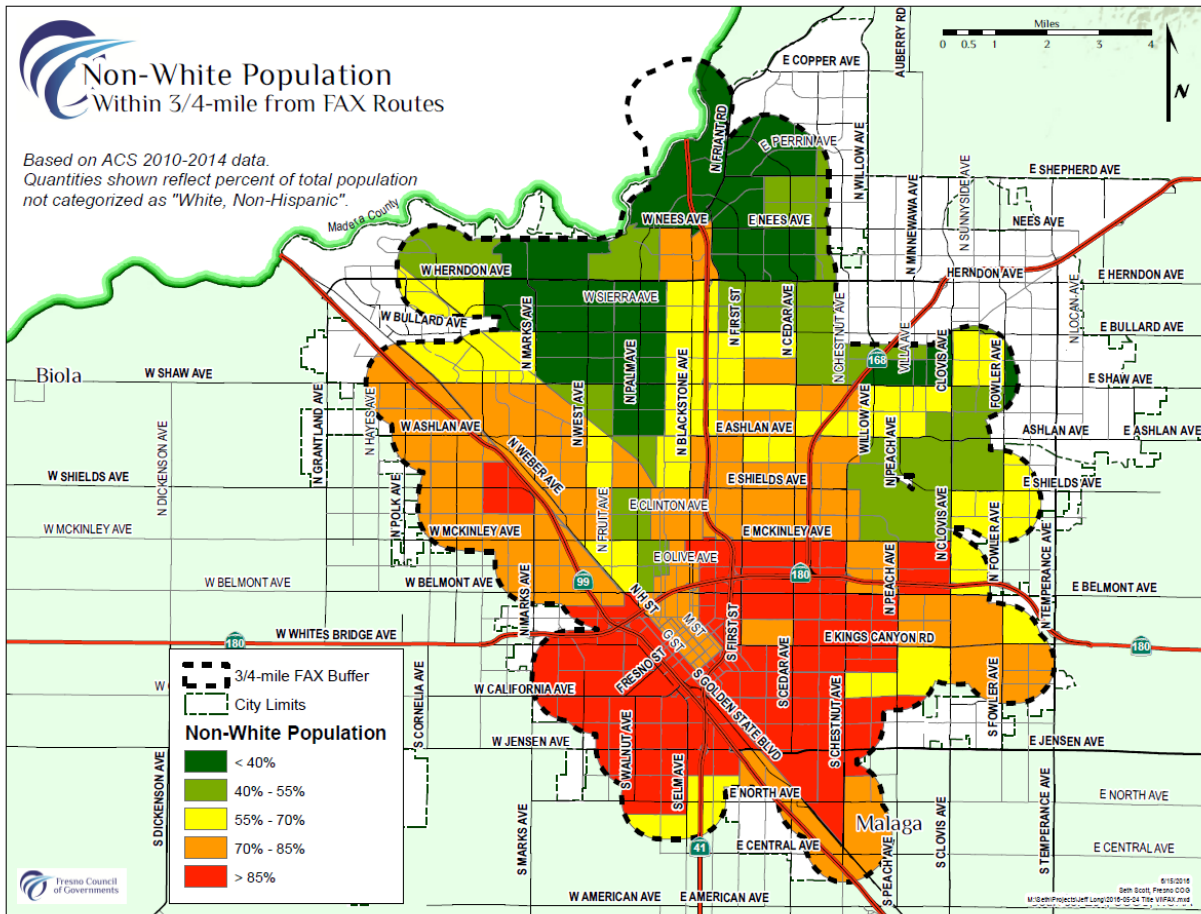 Non-White Population
Within 3/4-mile from FAX Routes
Based on ACS 2010-2014 data.
Quantities shown reflect percent of total population
not categorized as "White, Non-Hispanic".
Miles
0 0.5 1 2 3 4
N
AUBERRY RD
E COPPER AVE
N FRIANT RD
E PERRIN AVE
N WILLOW AVE
E SHEPHERD AVE
Madera County
W NEES AVE
E NEES AVE
N MINNEWAWA AVE
N SUNNYSIDE AVE
NEES AVE
W HERNDON AVE
HERNDON AVE
E HERNDON AVE
W SIERRA AVE
N LOCAN AVE
W BULLARD AVE
N MARKS AVE
N PALM AVE
N FIRST ST
N CEDAR AVE
N CHESTNUT AVE
VILLA AVE
E BULLARD AVE
168
CLOVIS AVE
FOWLER AVE
Biola
W SHAW AVE
E SHAW AVE
N GRANTLAND AVE
N HAYES AVE
N WEST AVE
N BLACKSTONE AVE
W ASHLAN AVE
E ASHLAN AVE
WILLOW AVE
N PEACH AVE
ASHLAN AVE
E ASHLAN AVE
N DICKENSON AVE
N WEBER AVE
W SHIELDS AVE
E SHIELDS AVE
E SHIELDS AVE
N POLK AVE
N FRUIT AVE
E CLINTON AVE
N CLOVIS AVE
W MCKINLEY AVE
W MCKINLEY AVE
E MCKINLEY AVE
N FOWLER AVE
N TEMPERANCE AVE
E OLIVE AVE
W BELMONT AVE
W BELMONT AVE
99
180
N PEACH AVE
E BELMONT AVE
N MARKS AVE
N H ST
M ST
G ST
S FIRST ST
W WHITES BRIDGE AVE
180
E KINGS CANYON RD
180
FRESNO ST
S CEDAR AVE
W CALIFORNIA AVE
S GOLDEN STATE BLVD
S CHESTNUT AVE
S FOWLER AVE
S CORNELIA AVE
W JENSEN AVE
E JENSEN AVE
S WALNUT AVE
S ELM AVE
E NORTH AVE
E NORTH AVE
S DICKENSON AVE
S MARKS AVE
Malaga
41
E CENTRAL AVE
E CENTRAL AVE
S PEACH AVE
S CLOVIS AVE
S TEMPERANCE AVE
W AMERICAN AVE
E AMERICAN AVE
3/4-mile FAX Buffer
City Limits
Non-White Population
< 40%
40% - 55%
55% - 70%
70% - 85%
> 85%
Fresno Council
of Governments
6/15/2016
Seth Scott, Fresno COG